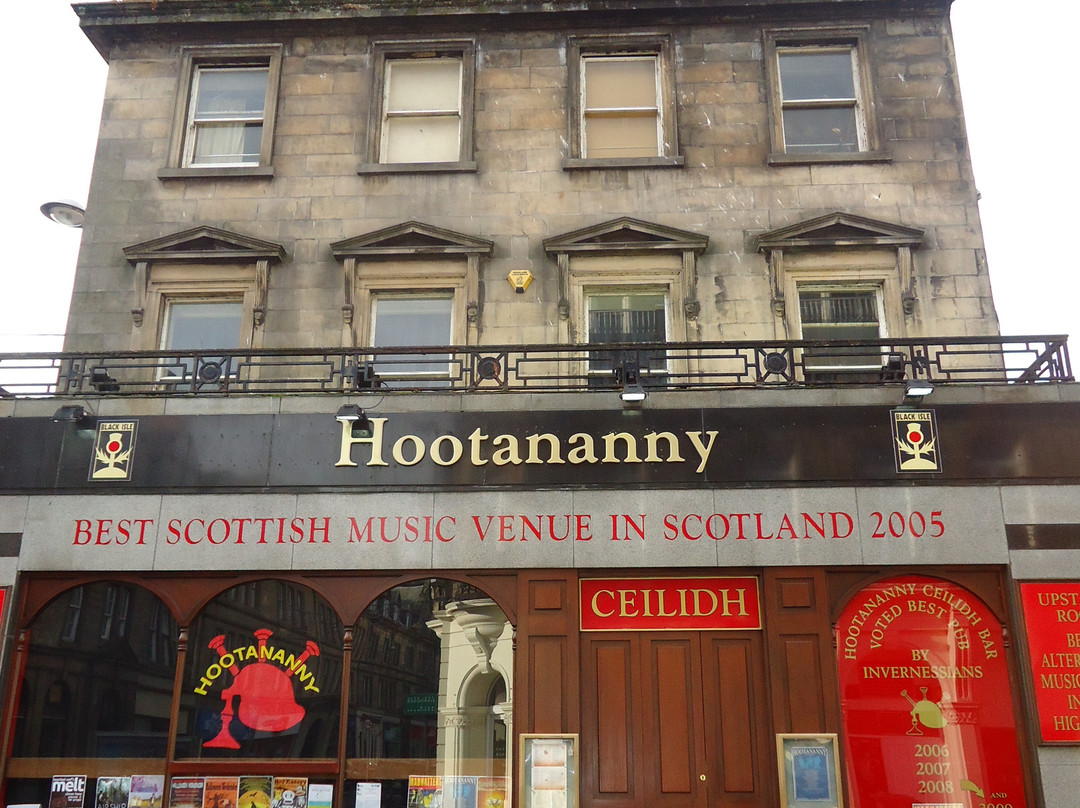 BLACK ISLE
Hootananny
BLACK ISLE
BEST SCOTTISH MUSIC VENUE IN SCOTLAND 2005
HOOTANANNY
CEILIDH
HOOTANANNY CEILIDH BAR
VOTED BEST PUB
BY
INVERNESSIANS
2006
2007
2008
AND
melt